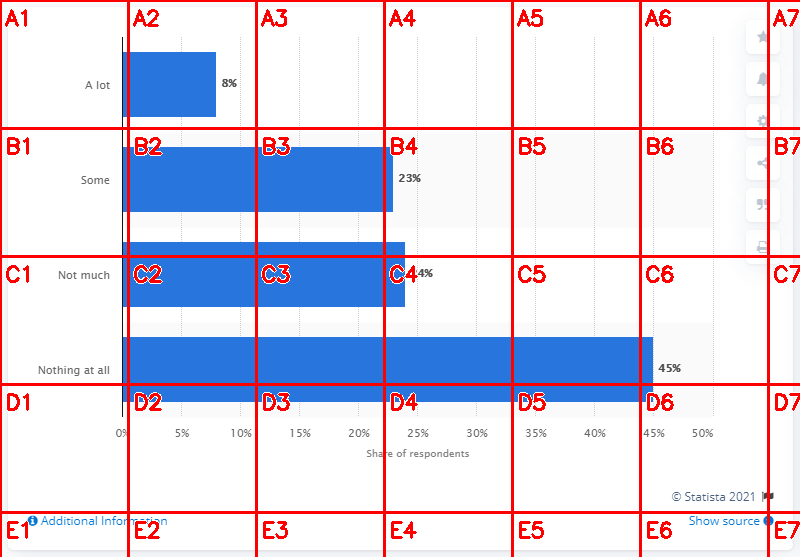 A1 A2 A3 A4 A5 A6 A7
A lot 8%
B1 B2 B3 B4 B5 B6 B7
Some 23%
C1 C2 C3 C4 C5 C6 C7
Not much 24%
Nothing at all 45%
D1 D2 D3 D4 D5 D6 D7
0% 5% 10% 15% 20% 25% 30% 35% 40% 45% 50%
Share of respondents
© Statista 2021
Additional Information Show source
E1 E2 E3 E4 E5 E6 E7